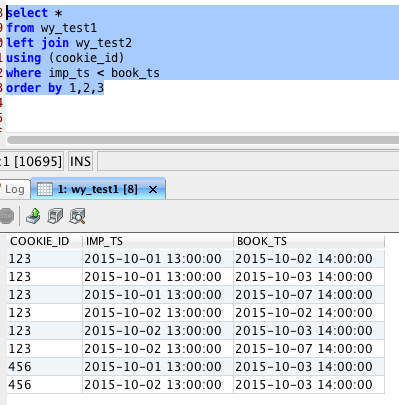 select *
from wy_test1
left join wy_test2
using (cookie_id)
where imp_ts < book_ts
order by 1,2,3
:1 [10695] INS
Log 1: wy_test1 [8] ×
COOKIE_ID IMP_TS BOOK_TS
123 2015-10-01 13:00:00 2015-10-02 14:00:00
123 2015-10-01 13:00:00 2015-10-03 14:00:00
123 2015-10-01 13:00:00 2015-10-07 14:00:00
123 2015-10-02 13:00:00 2015-10-02 14:00:00
123 2015-10-02 13:00:00 2015-10-03 14:00:00
123 2015-10-02 13:00:00 2015-10-07 14:00:00
456 2015-10-01 13:00:00 2015-10-03 14:00:00
456 2015-10-02 13:00:00 2015-10-03 14:00:00